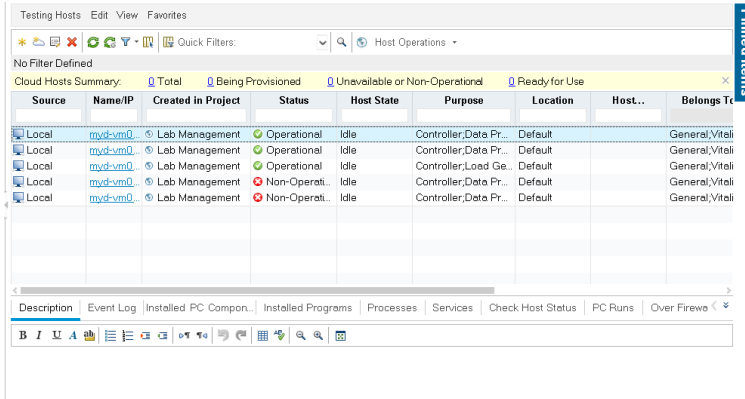 Testing Hosts Edit View Favorites
Quick Filters: Host Operations
No Filter Defined
Cloud Hosts Summary: 0 Total 0 Being Provisioned 0 Unavailable or Non-Operational 0 Ready for Use
Source Name/IP Created in Project Status Host State Purpose Location Host... Belongs To
Local myd-vm0... Lab Management Operational Idle Controller;Data Pr... Default General;Vitali
Local myd-vm0... Lab Management Operational Idle Controller;Data Pr... Default General;Vitali
Local myd-vm0... Lab Management Operational Idle Controller;Load Ge... Default General;Vitali
Local myd-vm0... Lab Management Non-Operati... Idle Controller;Data Pr... Default General;Vitali
Local myd-vm0... Lab Management Non-Operati... Idle Controller;Data Pr... Default General;Vitali
Description Event Log Installed PC Compon... Installed Programs Processes Services Check Host Status PC Runs Over Firewa
B I U A ab